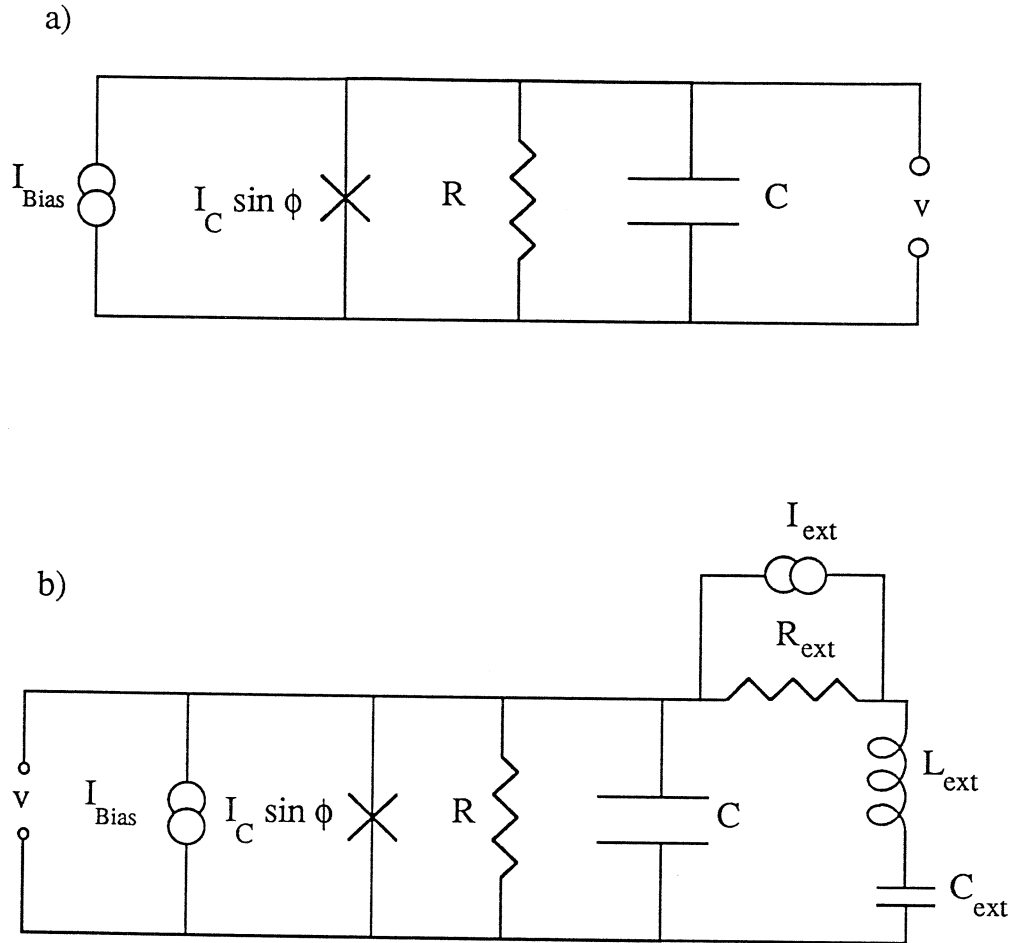 a)
I_Bias
I_C sin ϕ
R
C
v
b)
I_ext
R_ext
v
I_Bias
I_C sin ϕ
R
C
L_ext
C_ext